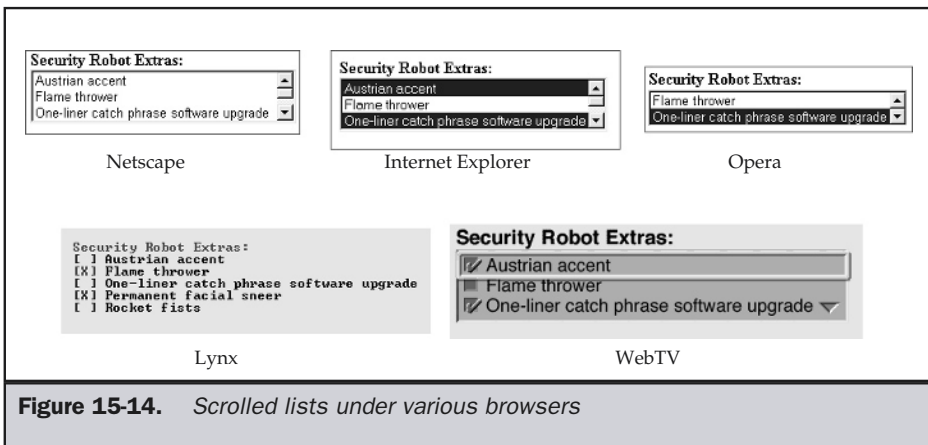 Security Robot Extras:
Austrian accent
Flame thrower
One-liner catch phrase software upgrade
Netscape
Security Robot Extras:
Austrian accent
Flame thrower
One-liner catch phrase software upgrade
Internet Explorer
Security Robot Extras:
Flame thrower
One-liner catch phrase software upgrade
Opera
Security Robot Extras:
[ ] Austrian accent
[X] Flame thrower
[ ] One-liner catch phrase software upgrade
[X] Permanent facial sneer
[ ] Rocket fists
Lynx
Security Robot Extras:
Austrian accent
Flame thrower
One-liner catch phrase software upgrade
WebTV
Figure 15-14. Scrolled lists under various browsers